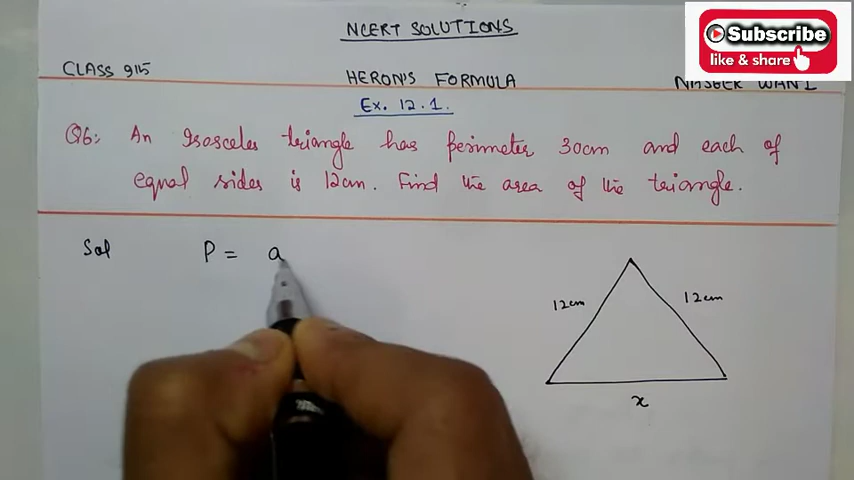 NCERT SOLUTIONS
Subscribe
like & share
CLASS 9th
HERON'S FORMULA
WANI
Ex. 12.1.
Q6: An Isosceles triangle has perimeter 30cm and each of
equal sides is 12cm. Find the area of the triangle.
Sol P = a
12cm 12cm
x